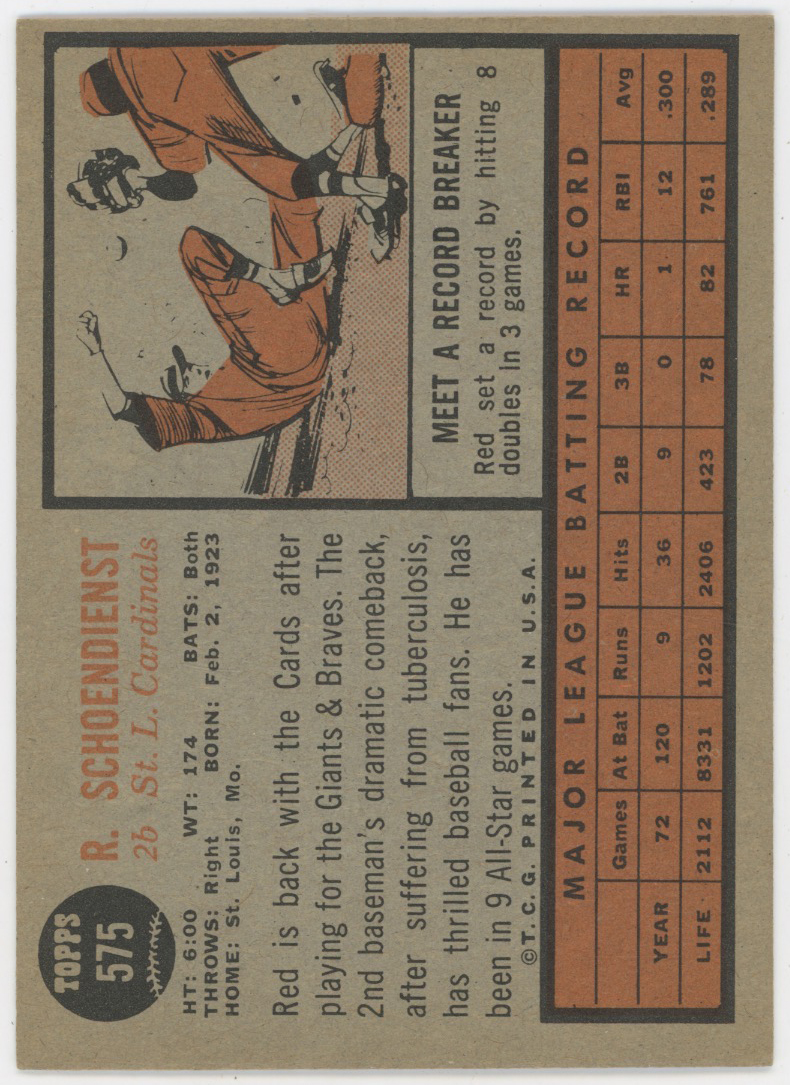 TOPPS
575
R. SCHOENDIENST
2b St. L. Cardinals
HT: 6:00 WT: 174 BATS: Both
THROWS: Right BORN: Feb. 2, 1923
HOME: St. Louis, Mo.
Red is back with the Cards after
playing for the Giants & Braves. The
2nd baseman's dramatic comeback,
after suffering from tuberculosis,
has thrilled baseball fans. He has
been in 9 All-Star games.
©T.C.G. PRINTED IN U.S.A.
MEET A RECORD BREAKER
Red set a record by hitting 8
doubles in 3 games.
MAJOR LEAGUE BATTING RECORD
Games At Bat Runs Hits 2B 3B HR RBI Avg
YEAR 72 120 9 36 9 0 1 12 .300
LIFE 2112 8331 1202 2406 423 78 82 761 .289